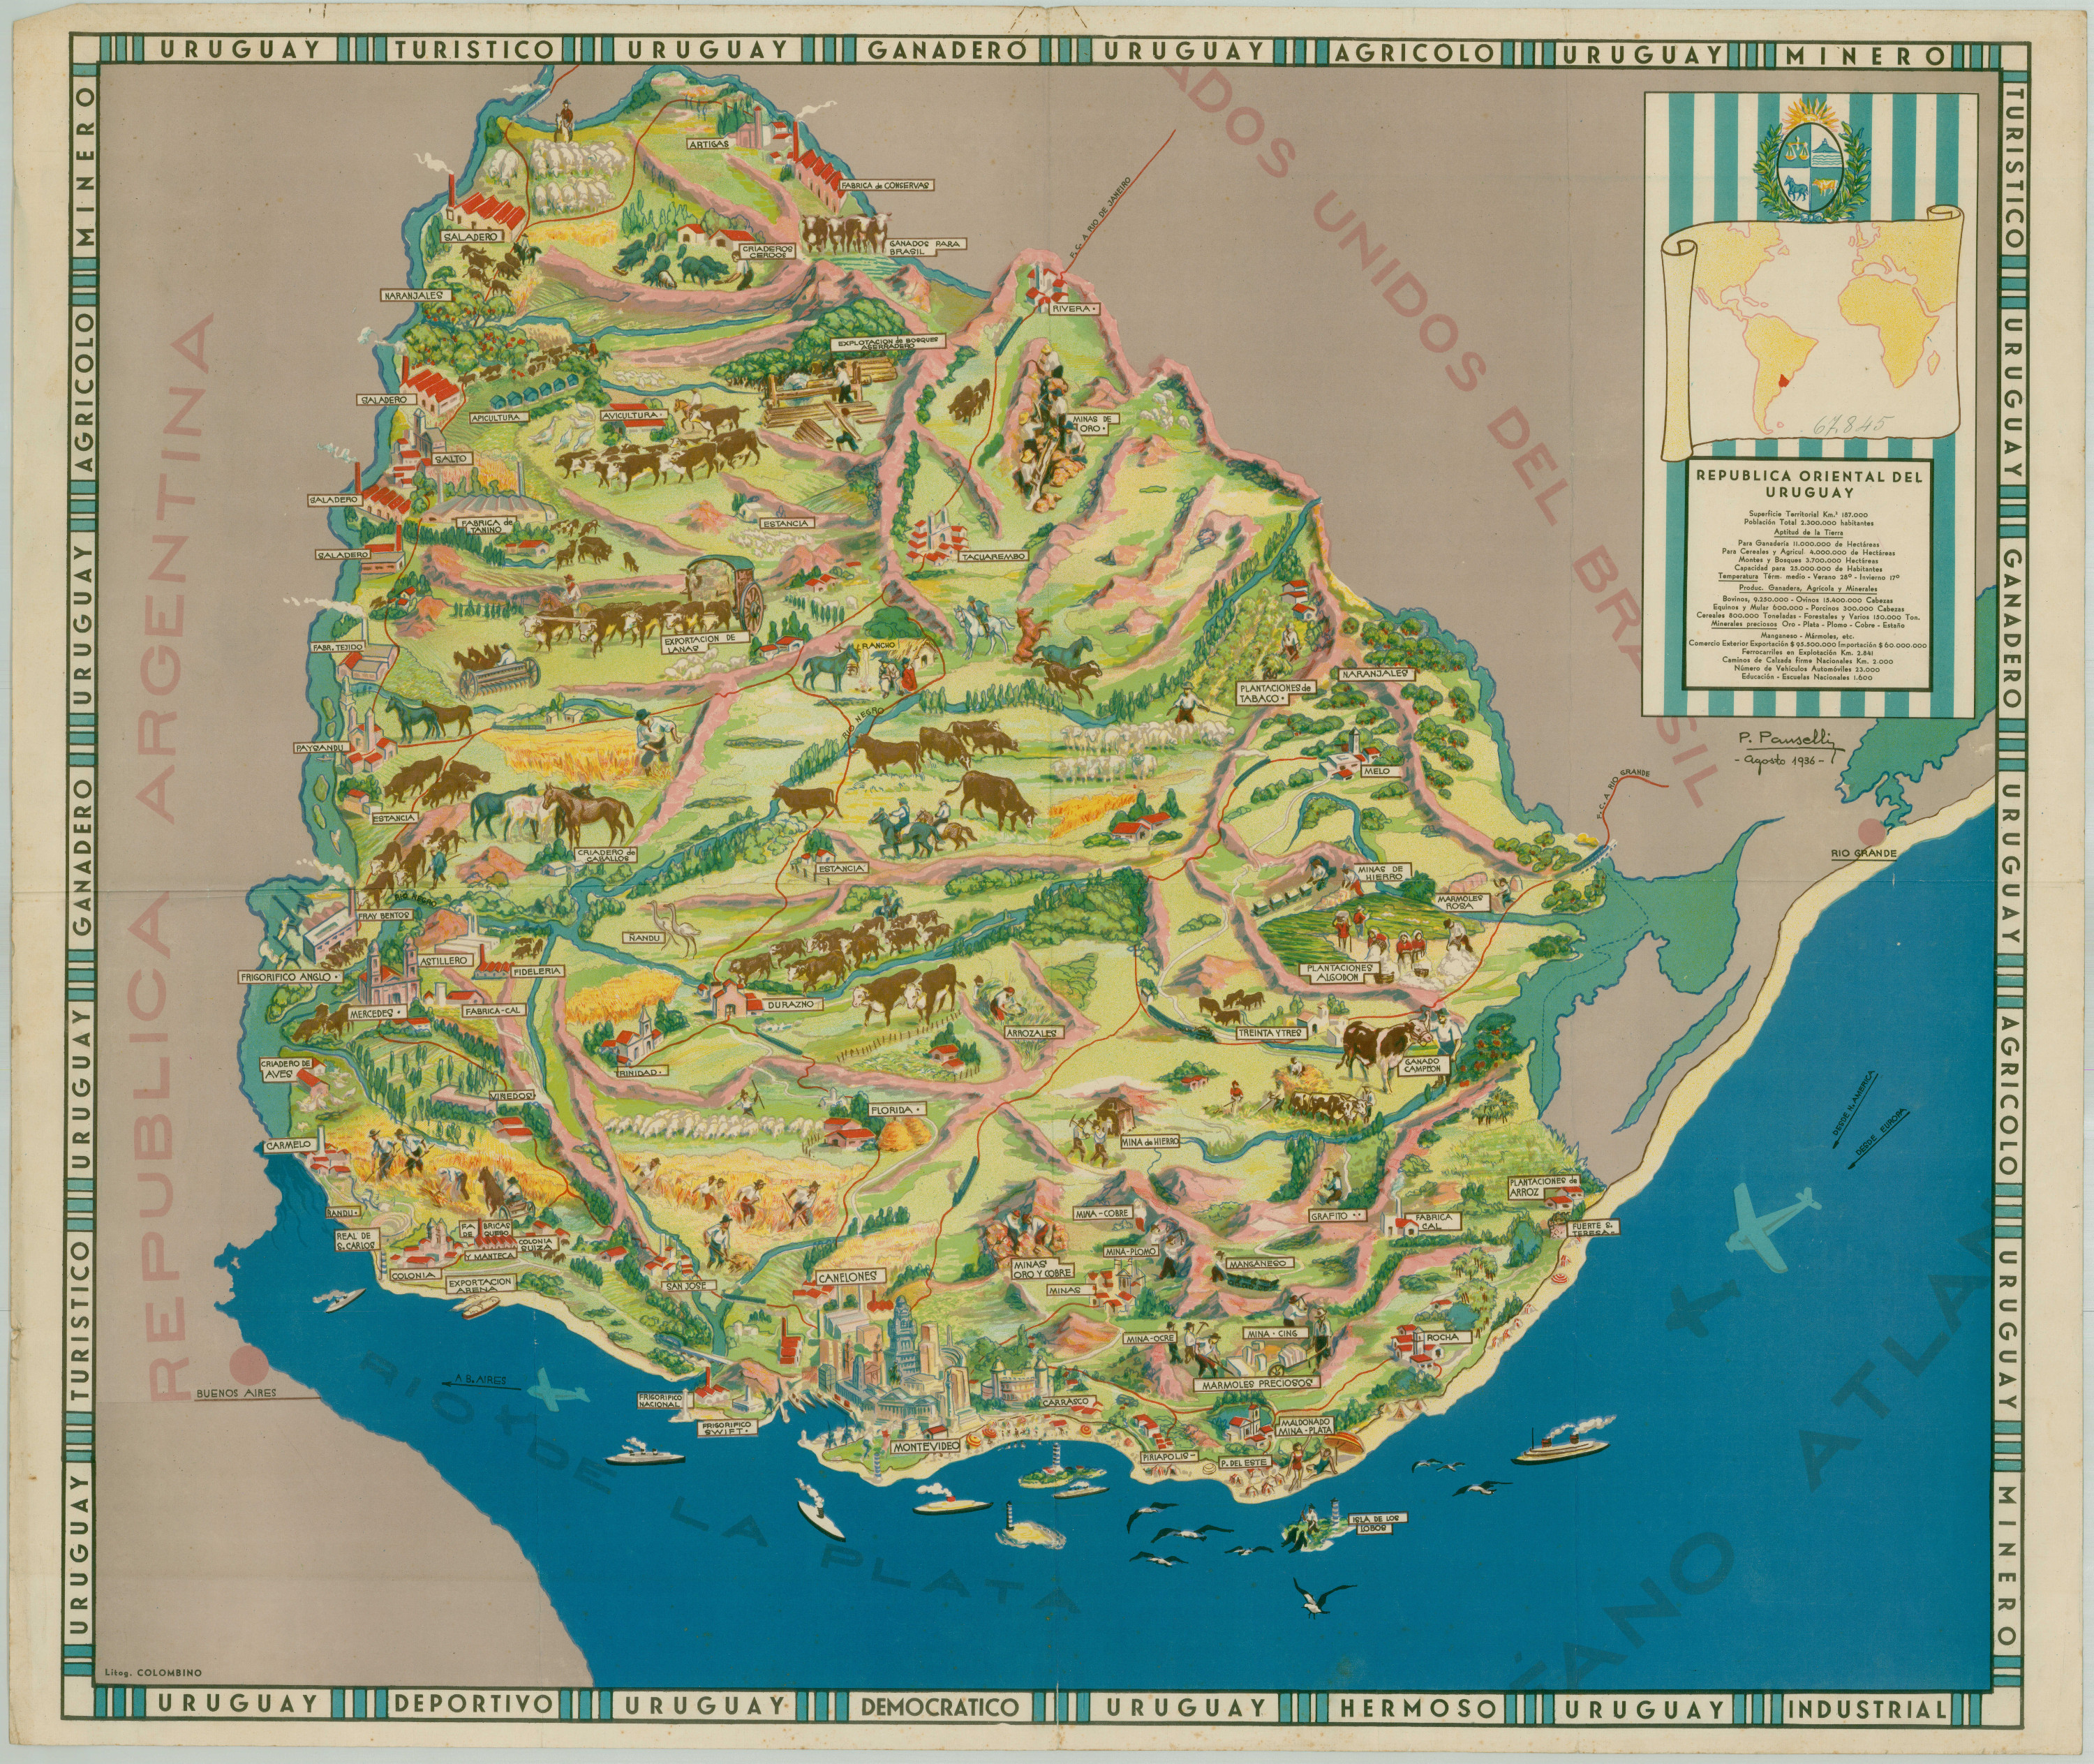 URUGUAY TURISTICO URUGUAY GANADERO URUGUAY AGRICOLO URUGUAY MINERO
TURISTICO URUGUAY GANADERO URUGUAY AGRICOLO URUGUAY MINERO
URUGUAY TURISTICO URUGUAY GANADERO URUGUAY AGRICOLO MINERO
URUGUAY DEPORTIVO URUGUAY DEMOCRATICO URUGUAY HERMOSO URUGUAY INDUSTRIAL
67.845
REPUBLICA ORIENTAL DEL
URUGUAY
Superficie Territorial Km.² 187.000
Población Total 2.300.000 habitantes
Aptitud de la Tierra
Para Ganadería 11.000.000 de Hectáreas
Para Cereales y Agricul. 4.000.000 de Hectáreas
Montes y Bosques 3.700.000 Hectáreas
Capacidad para 25.000.000 de Habitantes
Temperatura Térm. medio - Verano 28º - Invierno 17º
Produc. Ganadera, Agricola y Minerales
Bovinos, 9.250.000 - Ovinos 15.400.000 Cabezas
Equinos y Mular 600.000 - Porcinos 300.000 Cabezas
Cereales 800.000 Toneladas - Forestales y Varios 150.000 Ton.
Minerales preciosos Oro - Plata - Plomo - Cobre - Estaño
Manganeso - Mármoles, etc.
Comercio Exterior Exportación $ 95.500.000 Importación $ 60.000.000
Ferrocarriles en Explotación Km. 2.841
Caminos de Calzada firme Nacionales Km. 2.000
Número de Vehículos Automóviles 25.000
Educación - Escuelas Nacionales 1.600
P. Pauselli
- Agosto 1936 -
REPUBLICA ARGENTINA
ADOS UNIDOS DEL BRASIL
F.C. A RIO DE JANEIRO
F.C. A RIO GRANDE
RIO GRANDE
DESDE N. AMERICA
DESDE EUROPA
ARTIGAS
FABRICA de CONSERVAS
SALADERO
CRIADEROS
CERDOS
GANADOS PARA
BRASIL
NARANJALES
RIVERA
EXPLOTACION de BOSQUES
ASERRADERO
SALADERO
APICULTURA
AVICULTURA
MINAS DE
ORO
SALTO
SALADERO
FABRICA de
TANINO
ESTANCIA
SALADERO
TACUAREMBO
EXPORTACION DE
LANAS
RANCHO
FABR. TEJIDO
NARANJALES
PLANTACIONES de
TABACO
RIO NEGRO
PAYSANDU
MELO
ESTANCIA
CRIADERO de
CABALLOS
ESTANCIA
MINAS DE
HIERRO
RIO NEGRO
MARMOLES
ROSA
FRAY BENTOS
ÑANDU
ASTILLERO
FIDELERIA
FRIGORIFICO ANGLO
PLANTACIONES
ALGODON
DURAZNO
MERCEDES
FABRICA-CAL
ARROZALES
TREINTA Y TRES
GANADO
CAMPEON
CRIADERO DE
AVES
TRINIDAD
VIÑEDOS
FLORIDA
CARMELO
MINA de HIERRO
PLANTACIONES de
ARROZ
BANDU
MINA-COBRE
GRAFITO
FABRICA
CAL
FUERTE S.
TERESA
REAL DE
S. CARLOS
FABRICAS
DE QUESO
Y MANTECA
COLONIA
SUIZA
MINA-PLOMO
MANGANESO
COLONIA
EXPORTACION
ARENA
SAN JOSE
CANELONES
MINAS
ORO Y COBRE
MINAS
MINA-OCRE
MINA-CINC
ROCHA
MARMOLES PRECIOSOS
BUENOS AIRES
A B. AIRES
FRIGORIFICO
NACIONAL
FRIGORIFICO
SWIFT
CARRASCO
MALDONADO
MINA-PLATA
MONTEVIDEO
PIRIAPOLIS
P. DEL ESTE
ISLA DE LOS
LOBOS
RIO DE LA PLATA
ANO ATLA
Litog. COLOMBINO